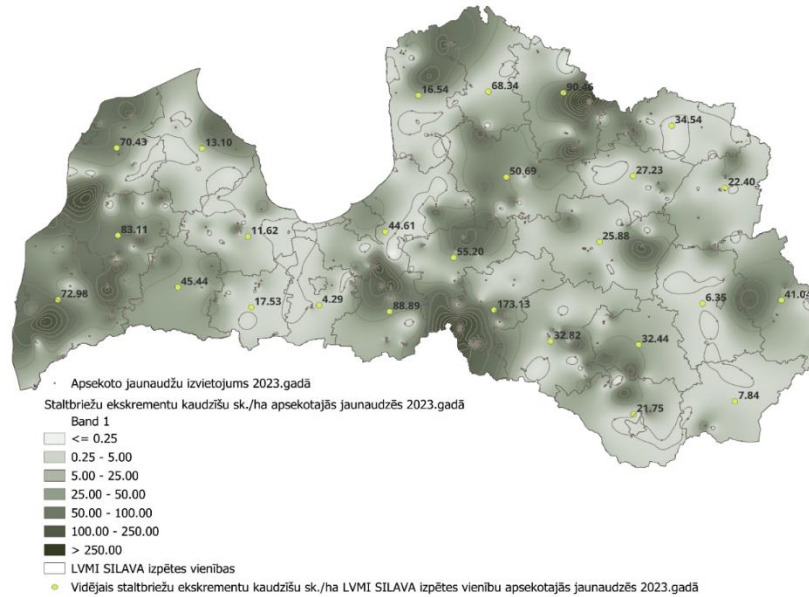 90.46
16.54
68.34
34.54
70.43
13.10
50.69
27.23
22.40
83.11
11.62
44.61
25.88
55.20
72.98
45.44
17.53
4.29
88.89
173.13
6.35
41.04
32.82
32.44
7.84
21.75
Apsekoto jaunaudžu izvietojums 2023.gadā
Staltbriežu ekskrementu kaudzīšu sk./ha apsekotajās jaunaudzēs 2023.gadā
Band 1
<= 0.25
0.25 - 5.00
5.00 - 25.00
25.00 - 50.00
50.00 - 100.00
100.00 - 250.00
> 250.00
LVMI SILAVA izpētes vienības
Vidējais staltbriežu ekskrementu kaudzīšu sk./ha LVMI SILAVA izpētes vienību apsekotajās jaunaudzēs 2023.gadā